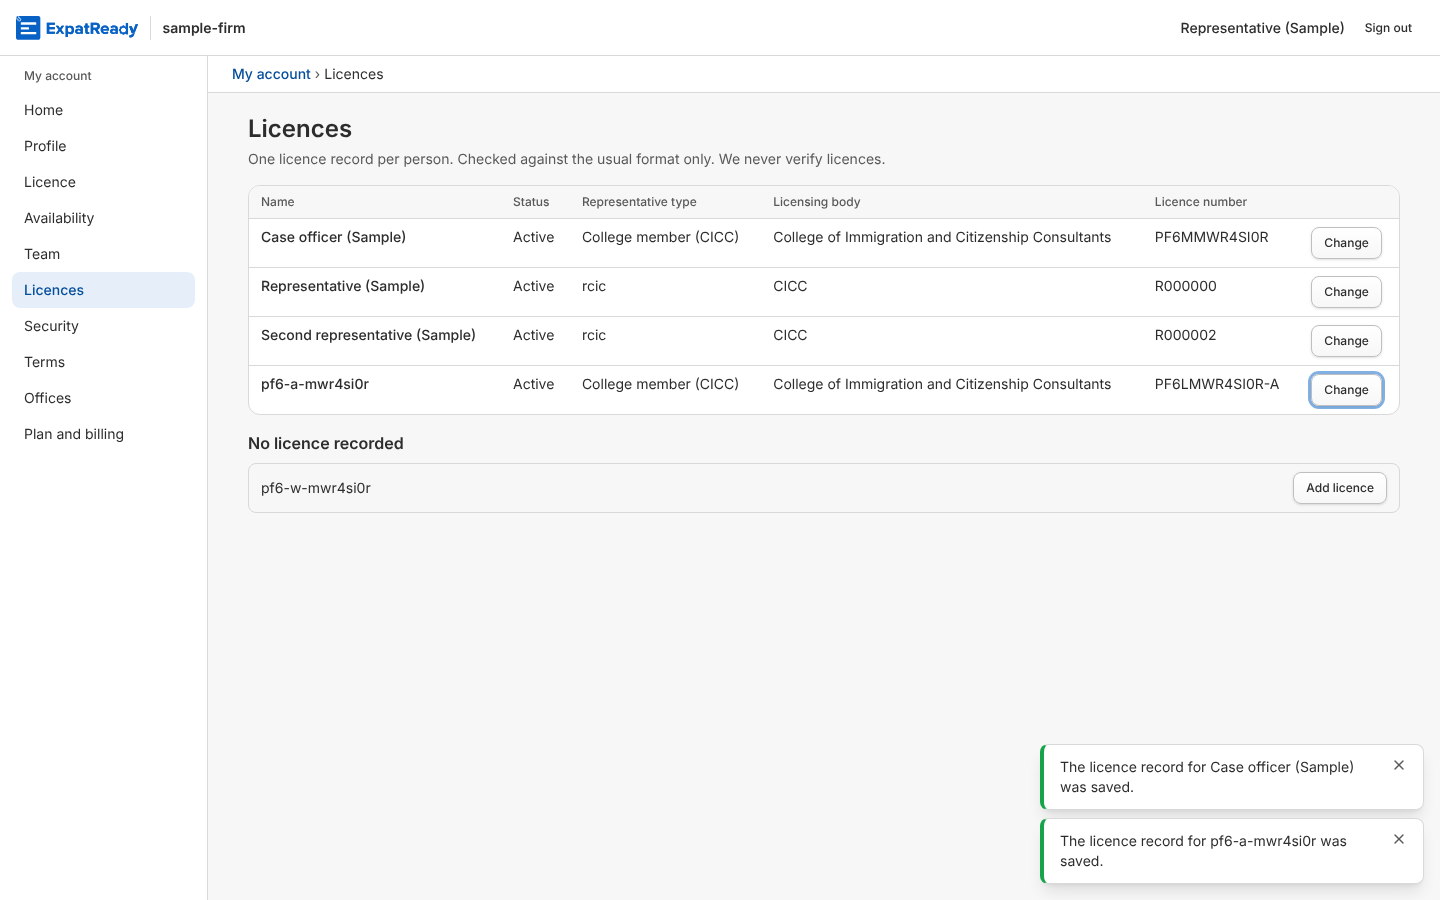 ExpatReady
sample-firm
Representative (Sample)
Sign out
My account
Home
Profile
Licence
Availability
Team
Licences
Security
Terms
Offices
Plan and billing
My account › Licences
Licences
One licence record per person. Checked against the usual format only. We never verify licences.
Name Status Representative type Licensing body Licence number
Case officer (Sample) Active College member (CICC) College of Immigration and Citizenship Consultants PF6MMWR4SI0R Change
Representative (Sample) Active rcic CICC R000000 Change
Second representative (Sample) Active rcic CICC R000002 Change
pf6-a-mwr4si0r Active College member (CICC) College of Immigration and Citizenship Consultants PF6LMWR4SI0R-A Change
No licence recorded
pf6-w-mwr4si0r Add licence
The licence record for Case officer (Sample)
was saved.
The licence record for pf6-a-mwr4si0r was
saved.